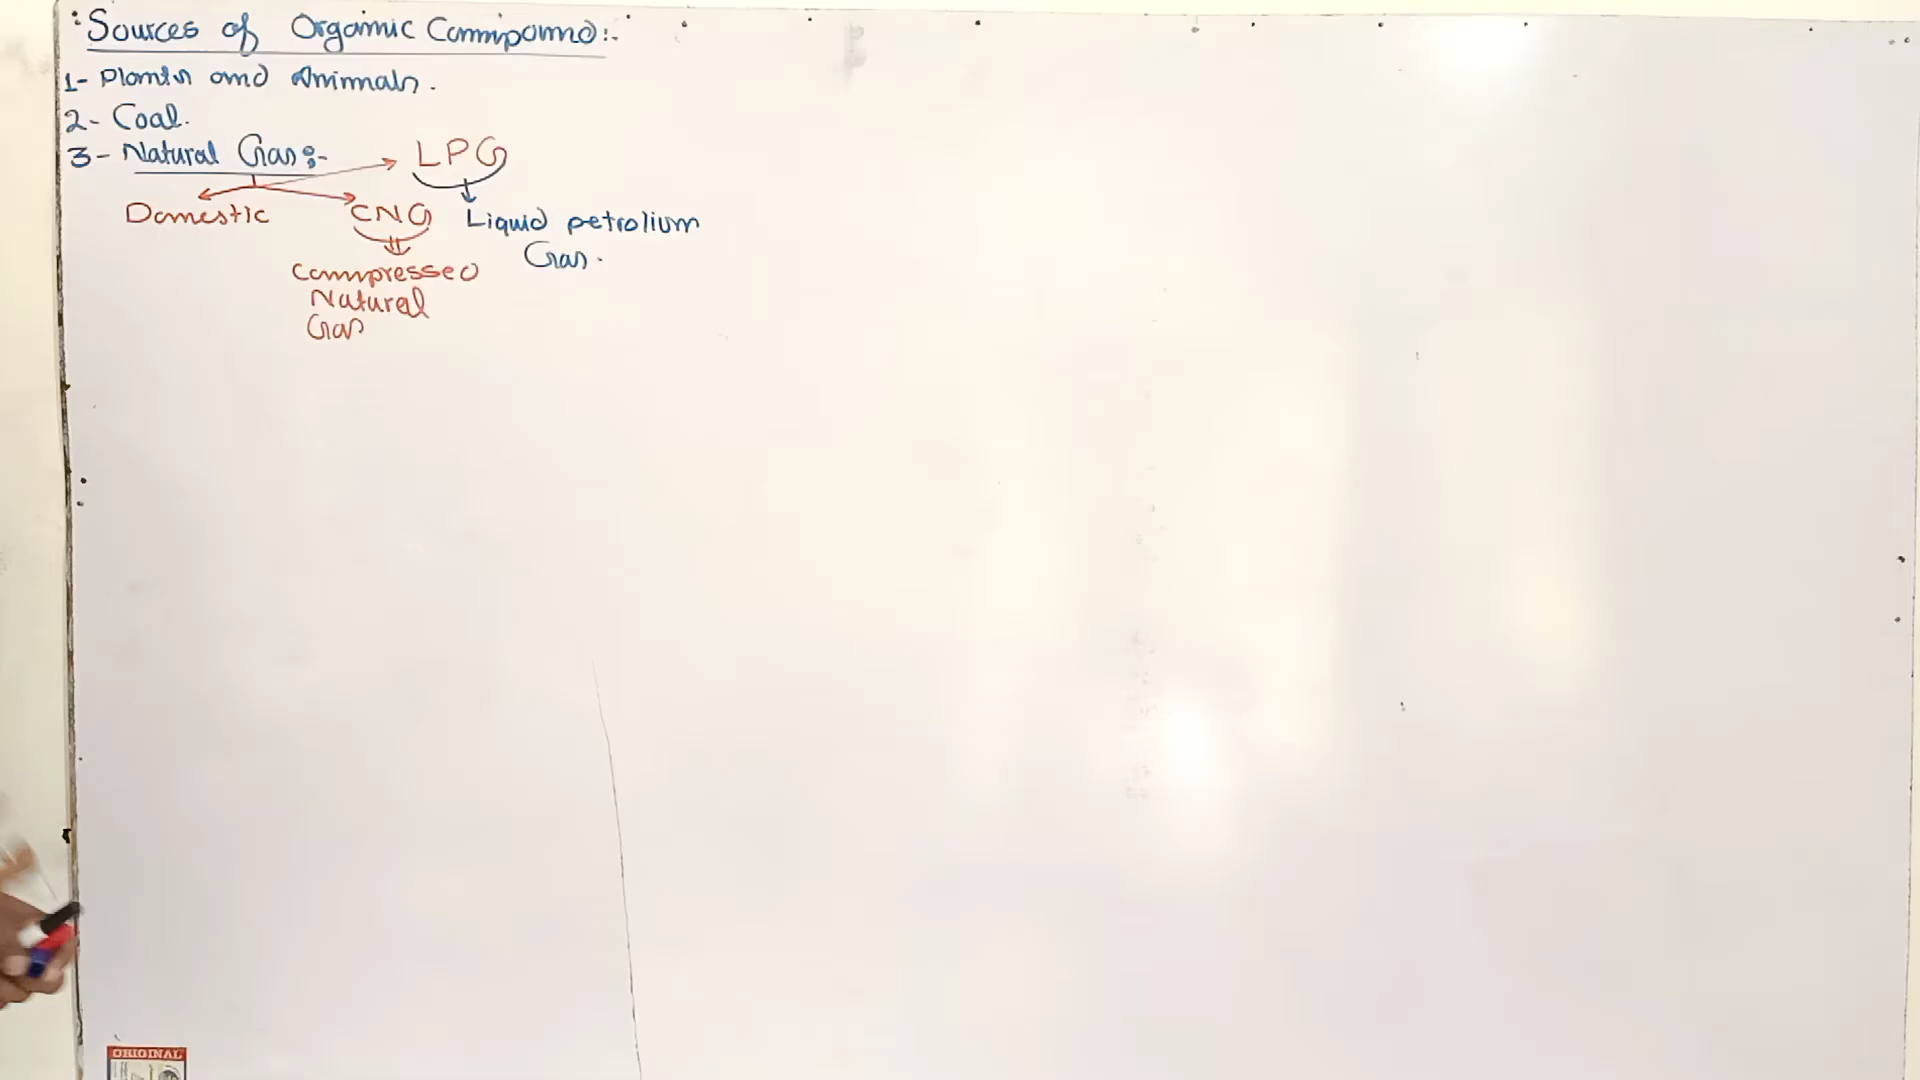 Sources of Organic Compound:-
1- Plants and Animals.
2- Coal.
3- Natural Gas:-
LPG
Domestic
CNG
Liquid petrolium
Gas.
Compressed
Natural
Gas
ORIGINAL